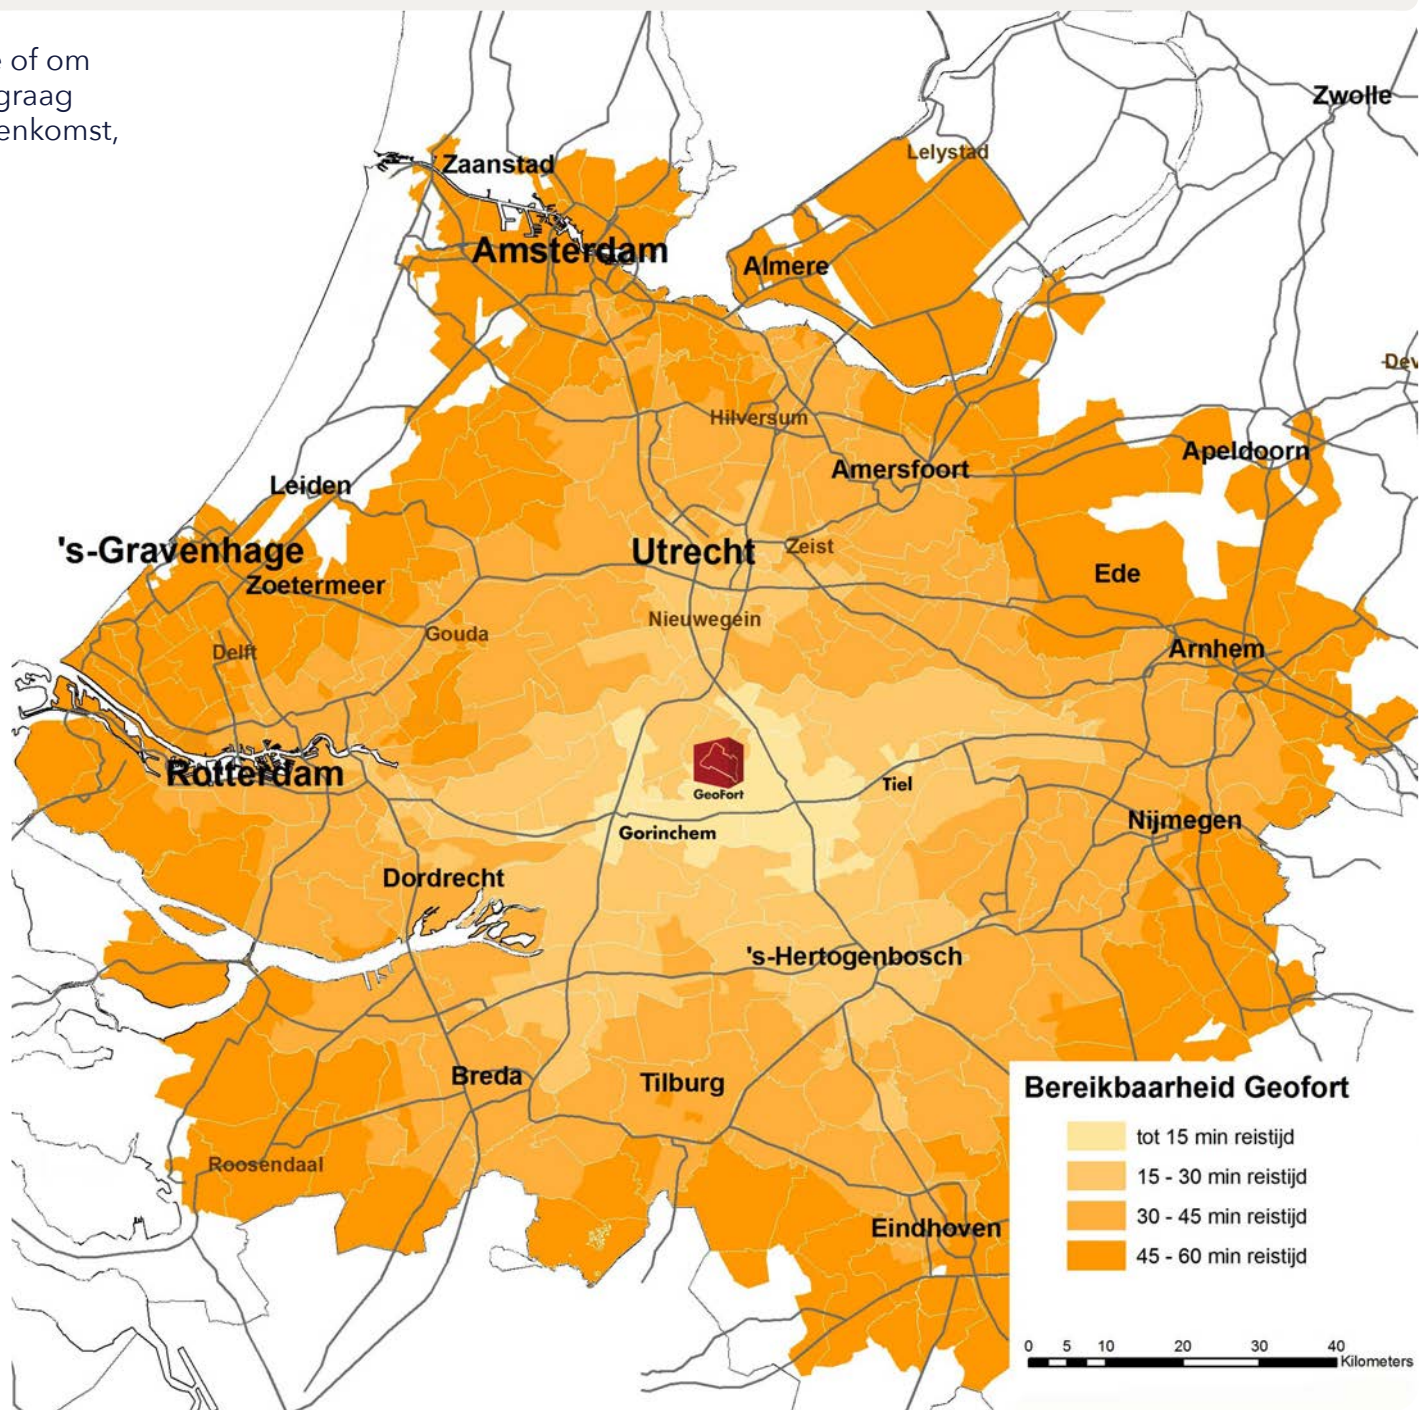 e of om
graag
enkomst,
Zwolle
Lelystad
Zaanstad
Amsterdam
Almere
Dev
Hilversum
Apeldoorn
Amersfoort
Leiden
's-Gravenhage
Utrecht
Zeist
Zoetermeer
Ede
Nieuwegein
Gouda
Delft
Arnhem
Rotterdam
GeoFort
Tiel
Gorinchem
Nijmegen
Dordrecht
's-Hertogenbosch
Breda
Tilburg
Roosendaal
Eindhoven
Bereikbaarheid Geofort
tot 15 min reistijd
15 - 30 min reistijd
30 - 45 min reistijd
45 - 60 min reistijd
0 5 10 20 30 40
Kilometers